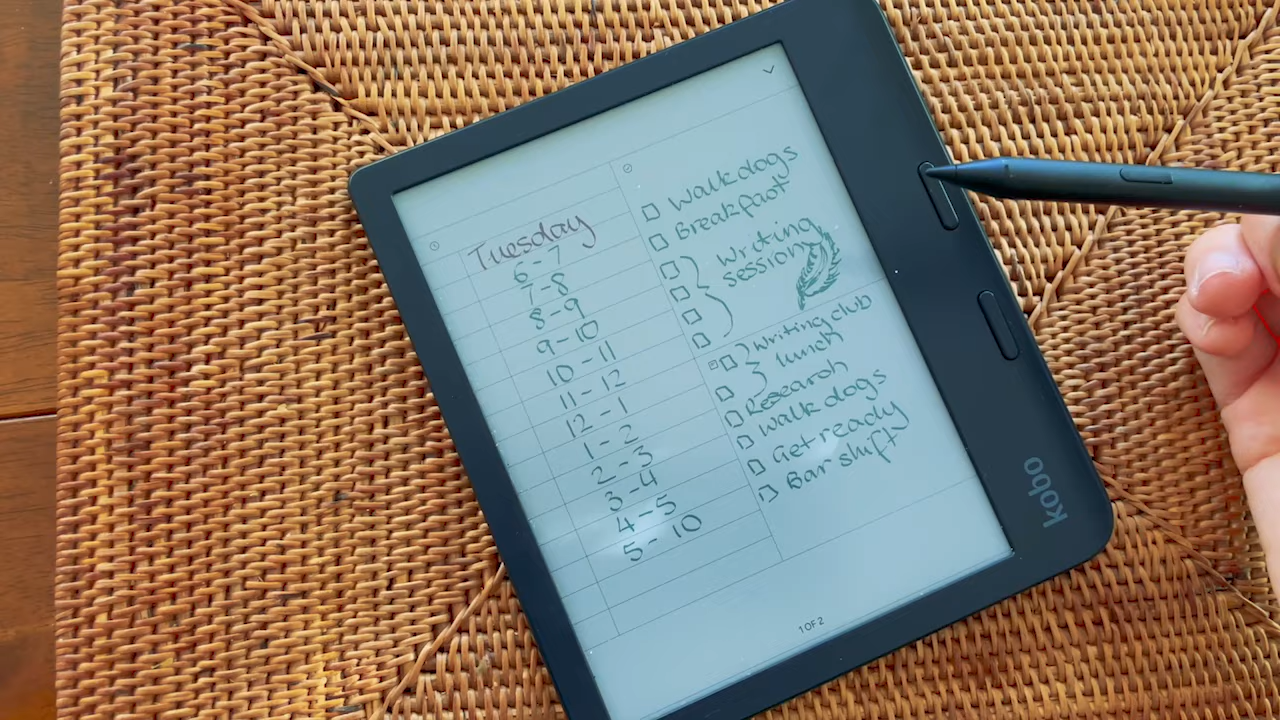 Tuesday
6-7
7-8
8-9
9-10
10-11
11-12
12-1
1-2
2-3
3-4
4-5
5-10
Walk dogs
Breakfast
Writing
session
Writing club
lunch
Research
Walk dogs
Get ready
Bar shift
1 OF 2
kobo